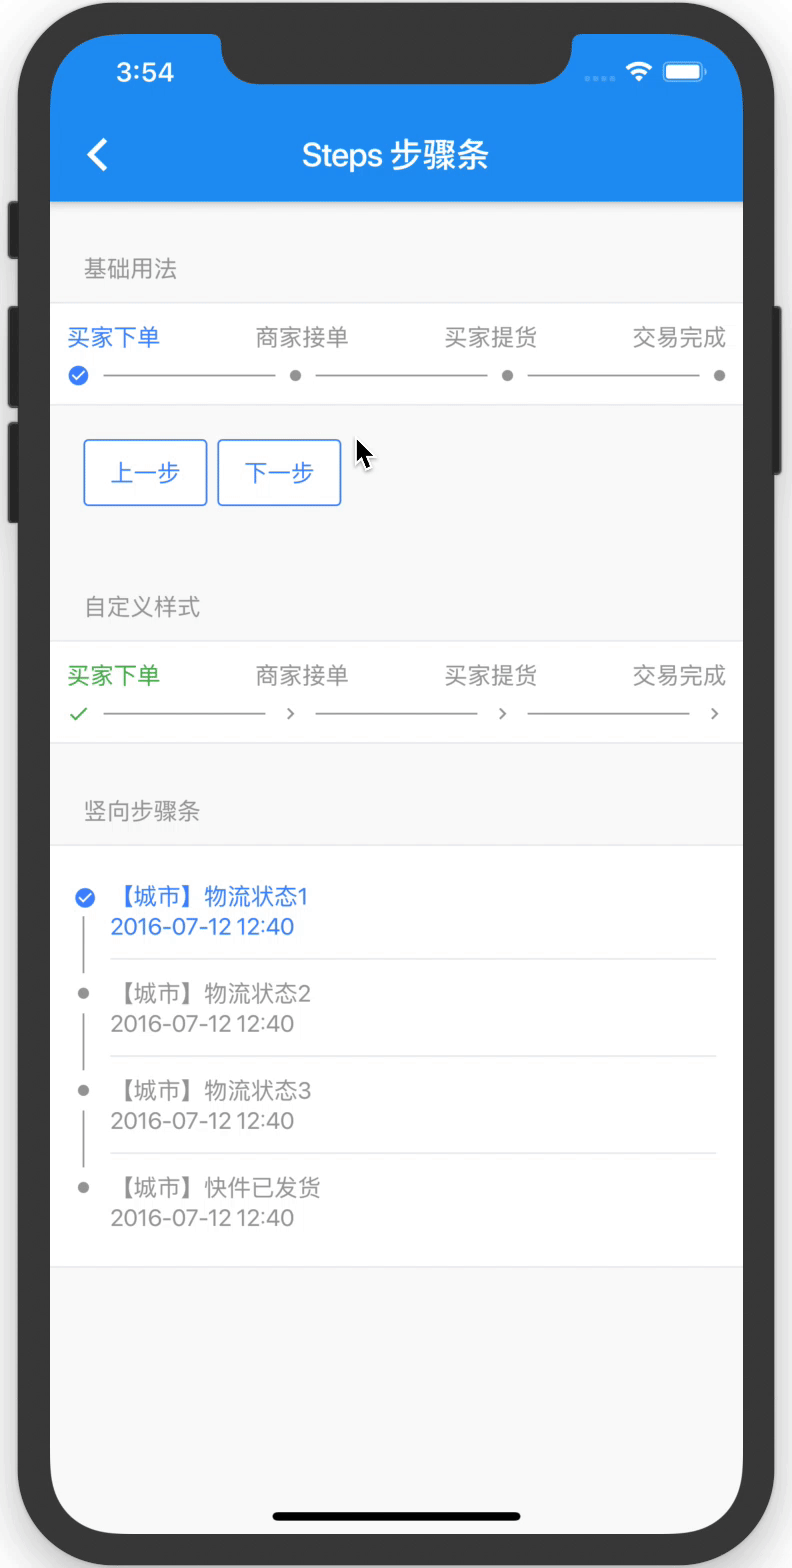 3:54
Steps 步骤条
基础用法
买家下单 商家接单 买家提货 交易完成
上一步 下一步
自定义样式
买家下单 商家接单 买家提货 交易完成
竖向步骤条
【城市】物流状态1
2016-07-12 12:40
【城市】物流状态2
2016-07-12 12:40
【城市】物流状态3
2016-07-12 12:40
【城市】快件已发货
2016-07-12 12:40